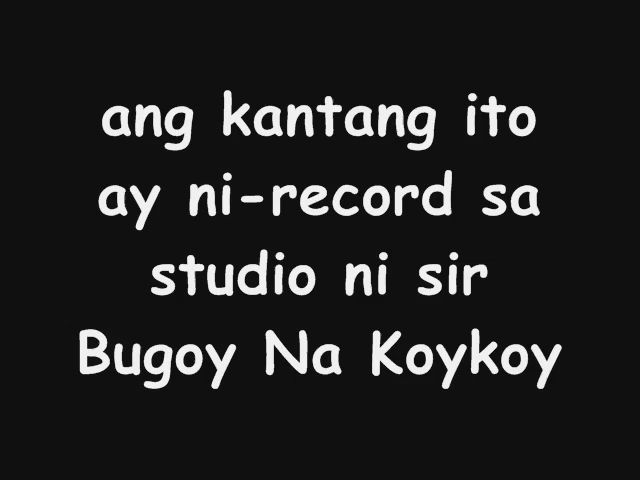 ang kantang ito
ay ni-record sa
studio ni sir
Bugoy Na Koykoy